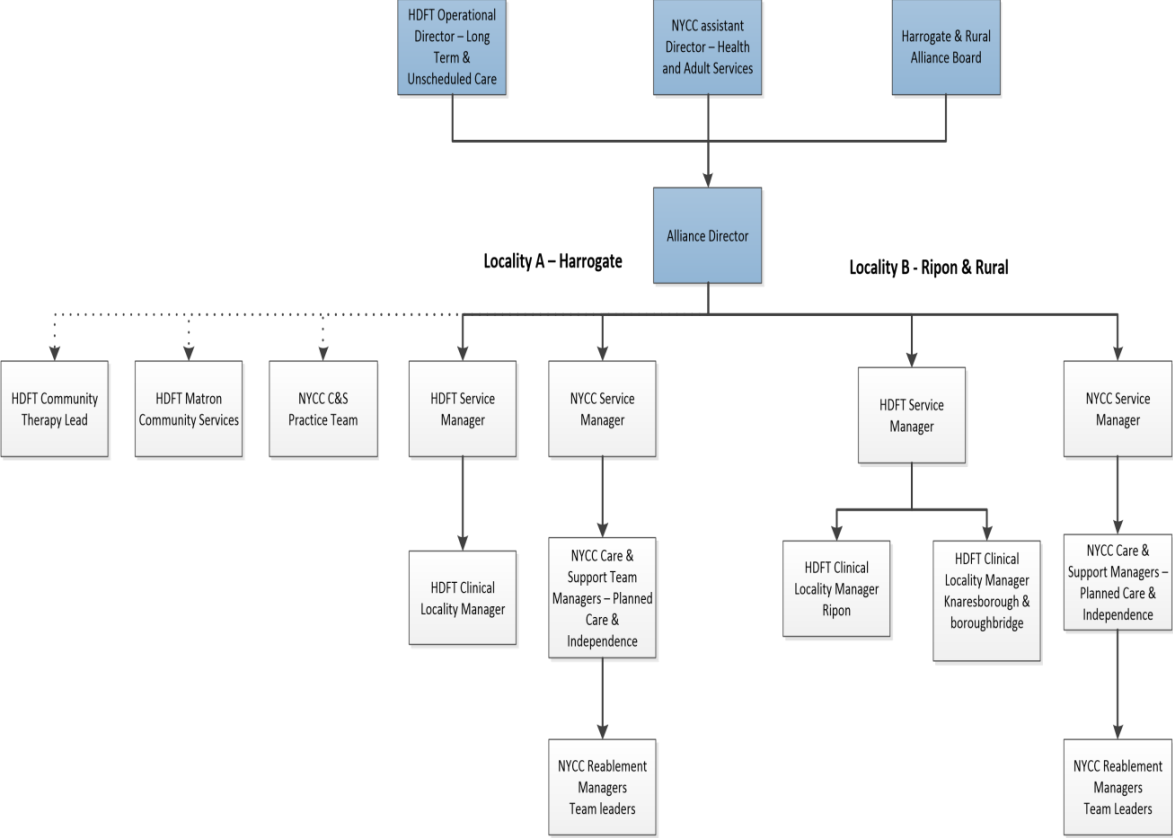 HDFT Operational
Director – Long
Term &
Unscheduled Care
NYCC assistant
Director – Health
and Adult Services
Harrogate & Rural
Alliance Board
Alliance Director
Locality A – Harrogate
Locality B - Ripon & Rural
HDFT Community
Therapy Lead
HDFT Matron
Community Services
NYCC C&S
Practice Team
HDFT Service
Manager
NYCC Service
Manager
HDFT Service
Manager
NYCC Service
Manager
HDFT Clinical
Locality Manager
NYCC Care &
Support Team
Managers – Planned
Care &
Independence
HDFT Clinical
Locality Manager
Ripon
HDFT Clinical
Locality Manager
Knaresborough &
boroughbridge
NYCC Care &
Support Managers –
Planned Care &
Independence
NYCC Reablement
Managers
Team leaders
NYCC Reablement
Managers
Team Leaders